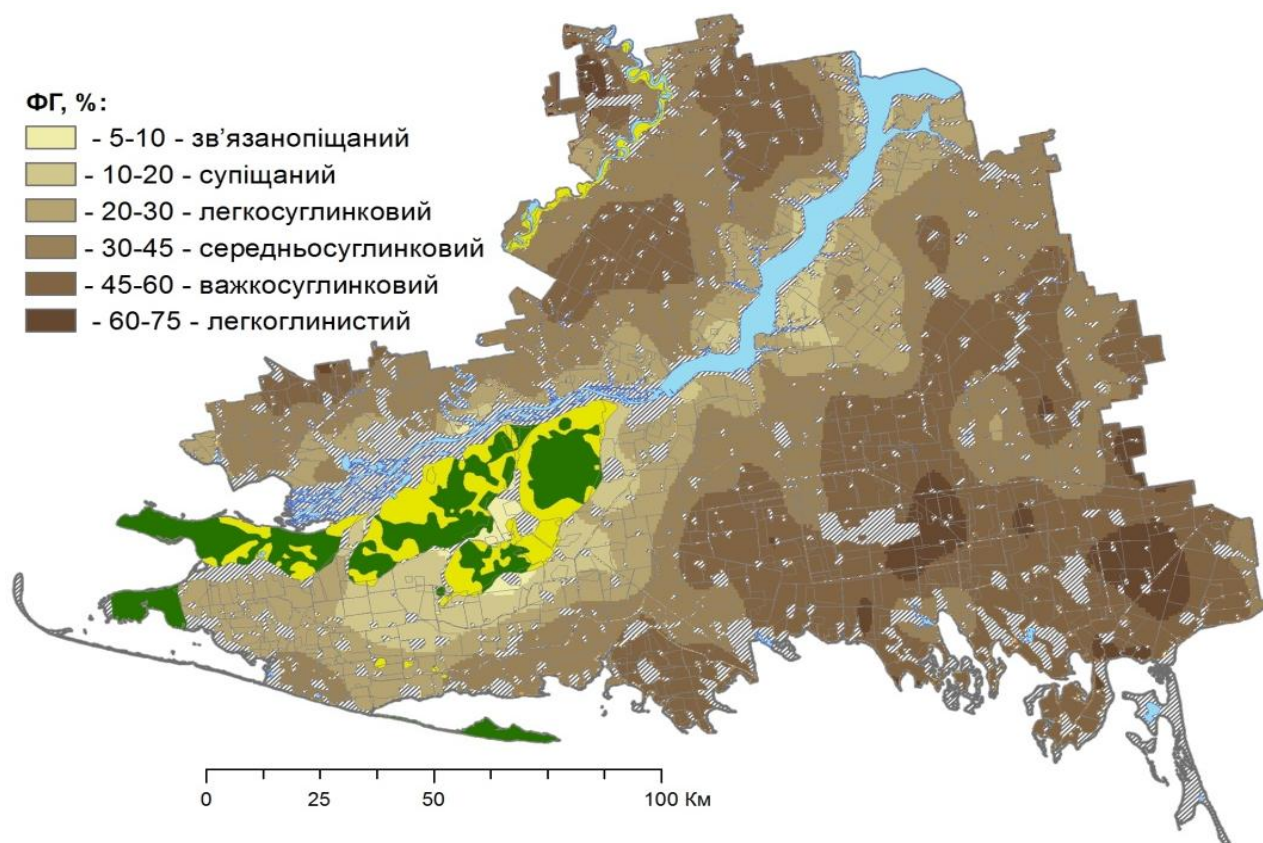 ФГ, %:
- 5-10 - зв’язанопіщаний
- 10-20 - супіщаний
- 20-30 - легкосуглинковий
- 30-45 - середньосуглинковий
- 45-60 - важкосуглинковий
- 60-75 - легкоглинистий
0 25 50 100 Км